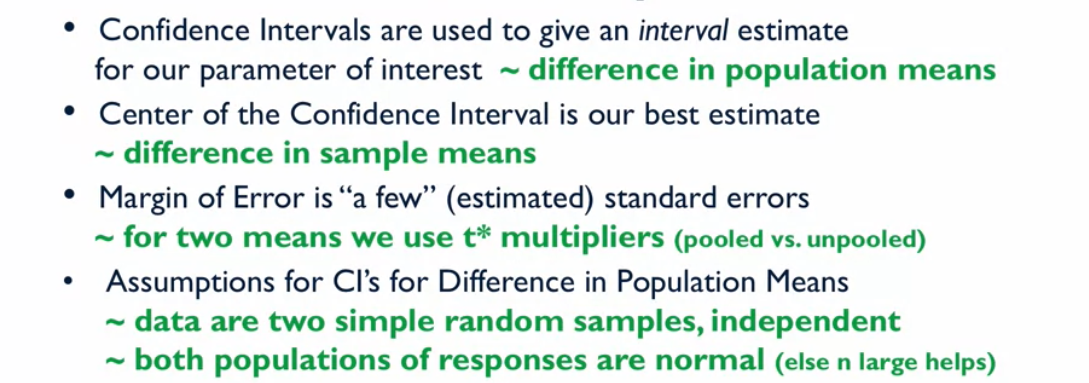 • Confidence Intervals are used to give an interval estimate
for our parameter of interest ~ difference in population means
• Center of the Confidence Interval is our best estimate
~ difference in sample means
• Margin of Error is “a few” (estimated) standard errors
~ for two means we use t* multipliers (pooled vs. unpooled)
• Assumptions for CI’s for Difference in Population Means
~ data are two simple random samples, independent
~ both populations of responses are normal (else n large helps)